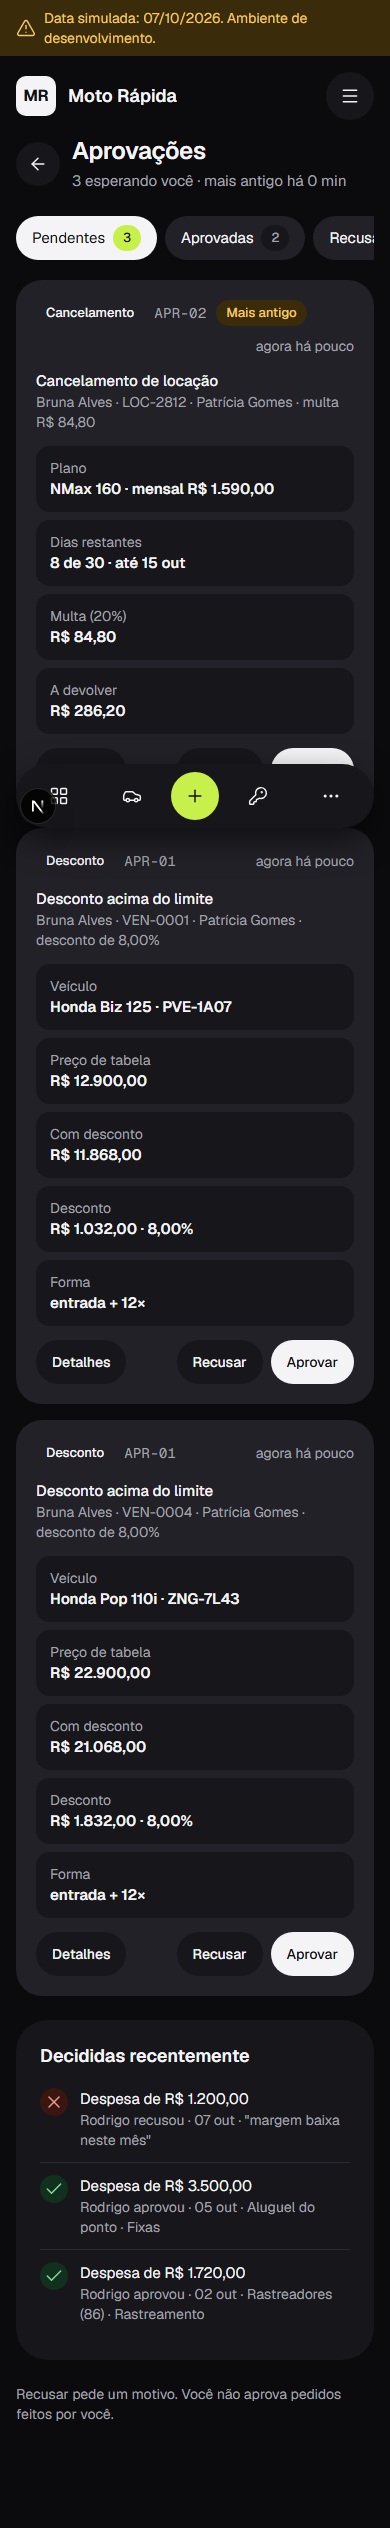 Data simulada: 07/10/2026. Ambiente de
desenvolvimento.
MR Moto Rápida
Aprovações
3 esperando você · mais antigo há 0 min
Pendentes 3 Aprovadas 2 Recus
Cancelamento APR-02 Mais antigo
agora há pouco
Cancelamento de locação
Bruna Alves · LOC-2812 · Patrícia Gomes · multa
R$ 84,80
Plano
NMax 160 · mensal R$ 1.590,00
Dias restantes
8 de 30 · até 15 out
Multa (20%)
R$ 84,80
A devolver
R$ 286,20
N
Desconto APR-01 agora há pouco
Desconto acima do limite
Bruna Alves · VEN-0001 · Patrícia Gomes ·
desconto de 8,00%
Veículo
Honda Biz 125 · PVE-1A07
Preço de tabela
R$ 12.900,00
Com desconto
R$ 11.868,00
Desconto
R$ 1.032,00 · 8,00%
Forma
entrada + 12×
Detalhes Recusar Aprovar
Desconto APR-01 agora há pouco
Desconto acima do limite
Bruna Alves · VEN-0004 · Patrícia Gomes ·
desconto de 8,00%
Veículo
Honda Pop 110i · ZNG-7L43
Preço de tabela
R$ 22.900,00
Com desconto
R$ 21.068,00
Desconto
R$ 1.832,00 · 8,00%
Forma
entrada + 12×
Detalhes Recusar Aprovar
Decididas recentemente
Despesa de R$ 1.200,00
Rodrigo recusou · 07 out · "margem baixa
neste mês"
Despesa de R$ 3.500,00
Rodrigo aprovou · 05 out · Aluguel do
ponto · Fixas
Despesa de R$ 1.720,00
Rodrigo aprovou · 02 out · Rastreadores
(86) · Rastreamento
Recusar pede um motivo. Você não aprova pedidos
feitos por você.